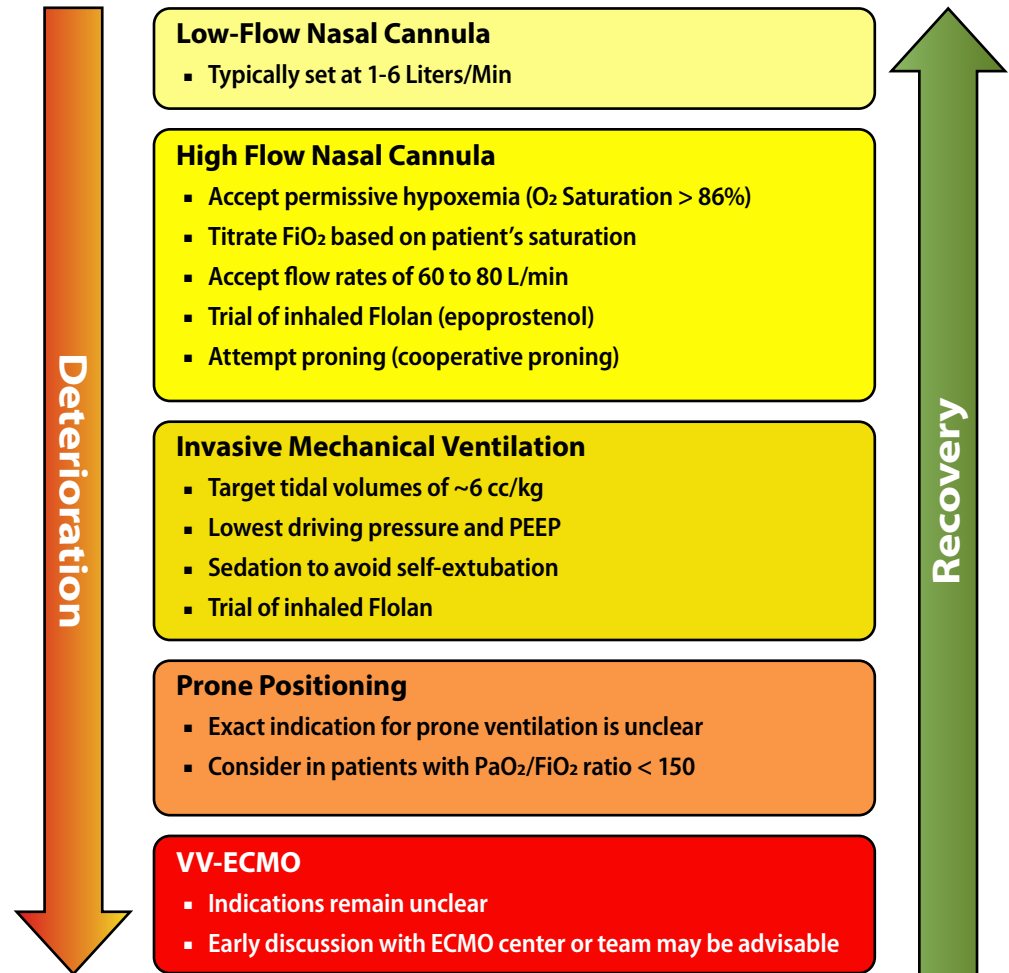 Deterioration
Low-Flow Nasal Cannula
▪ Typically set at 1-6 Liters/Min
High Flow Nasal Cannula
▪ Accept permissive hypoxemia (O₂ Saturation > 86%)
▪ Titrate FiO₂ based on patient's saturation
▪ Accept flow rates of 60 to 80 L/min
▪ Trial of inhaled Flolan (epoprostenol)
▪ Attempt proning (cooperative proning)
Invasive Mechanical Ventilation
▪ Target tidal volumes of ~6 cc/kg
▪ Lowest driving pressure and PEEP
▪ Sedation to avoid self-extubation
▪ Trial of inhaled Flolan
Prone Positioning
▪ Exact indication for prone ventilation is unclear
▪ Consider in patients with PaO₂/FiO₂ ratio < 150
VV-ECMO
▪ Indications remain unclear
▪ Early discussion with ECMO center or team may be advisable
Recovery